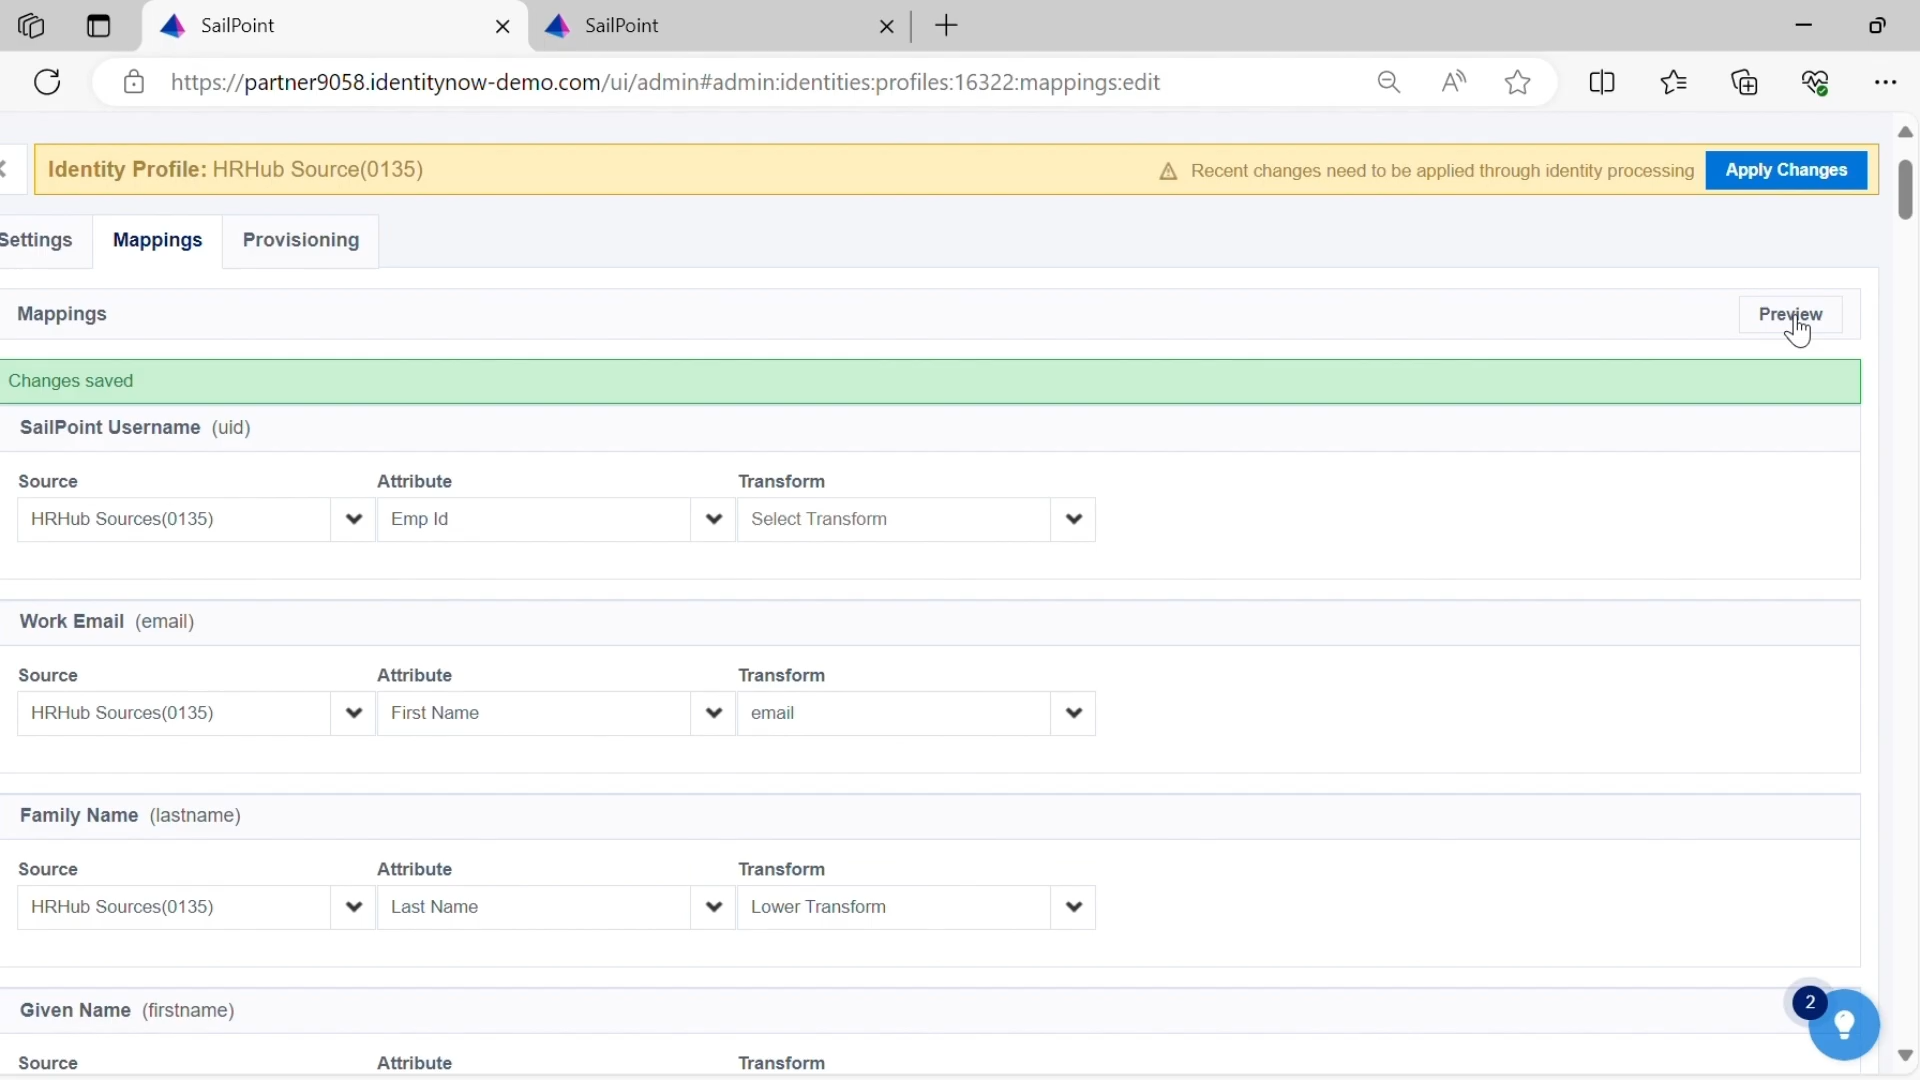 SailPoint
SailPoint
https://partner9058.identitynow-demo.com/ui/admin#admin:identities:profiles:16322:mappings:edit
Identity Profile: HRHub Source(0135)
Recent changes need to be applied through identity processing
Apply Changes
Settings
Mappings
Provisioning
Mappings
Preview
Changes saved
SailPoint Username (uid)
Source Attribute Transform
HRHub Sources(0135) Emp Id Select Transform
Work Email (email)
Source Attribute Transform
HRHub Sources(0135) First Name email
Family Name (lastname)
Source Attribute Transform
HRHub Sources(0135) Last Name Lower Transform
Given Name (firstname)
2
Source Attribute Transform